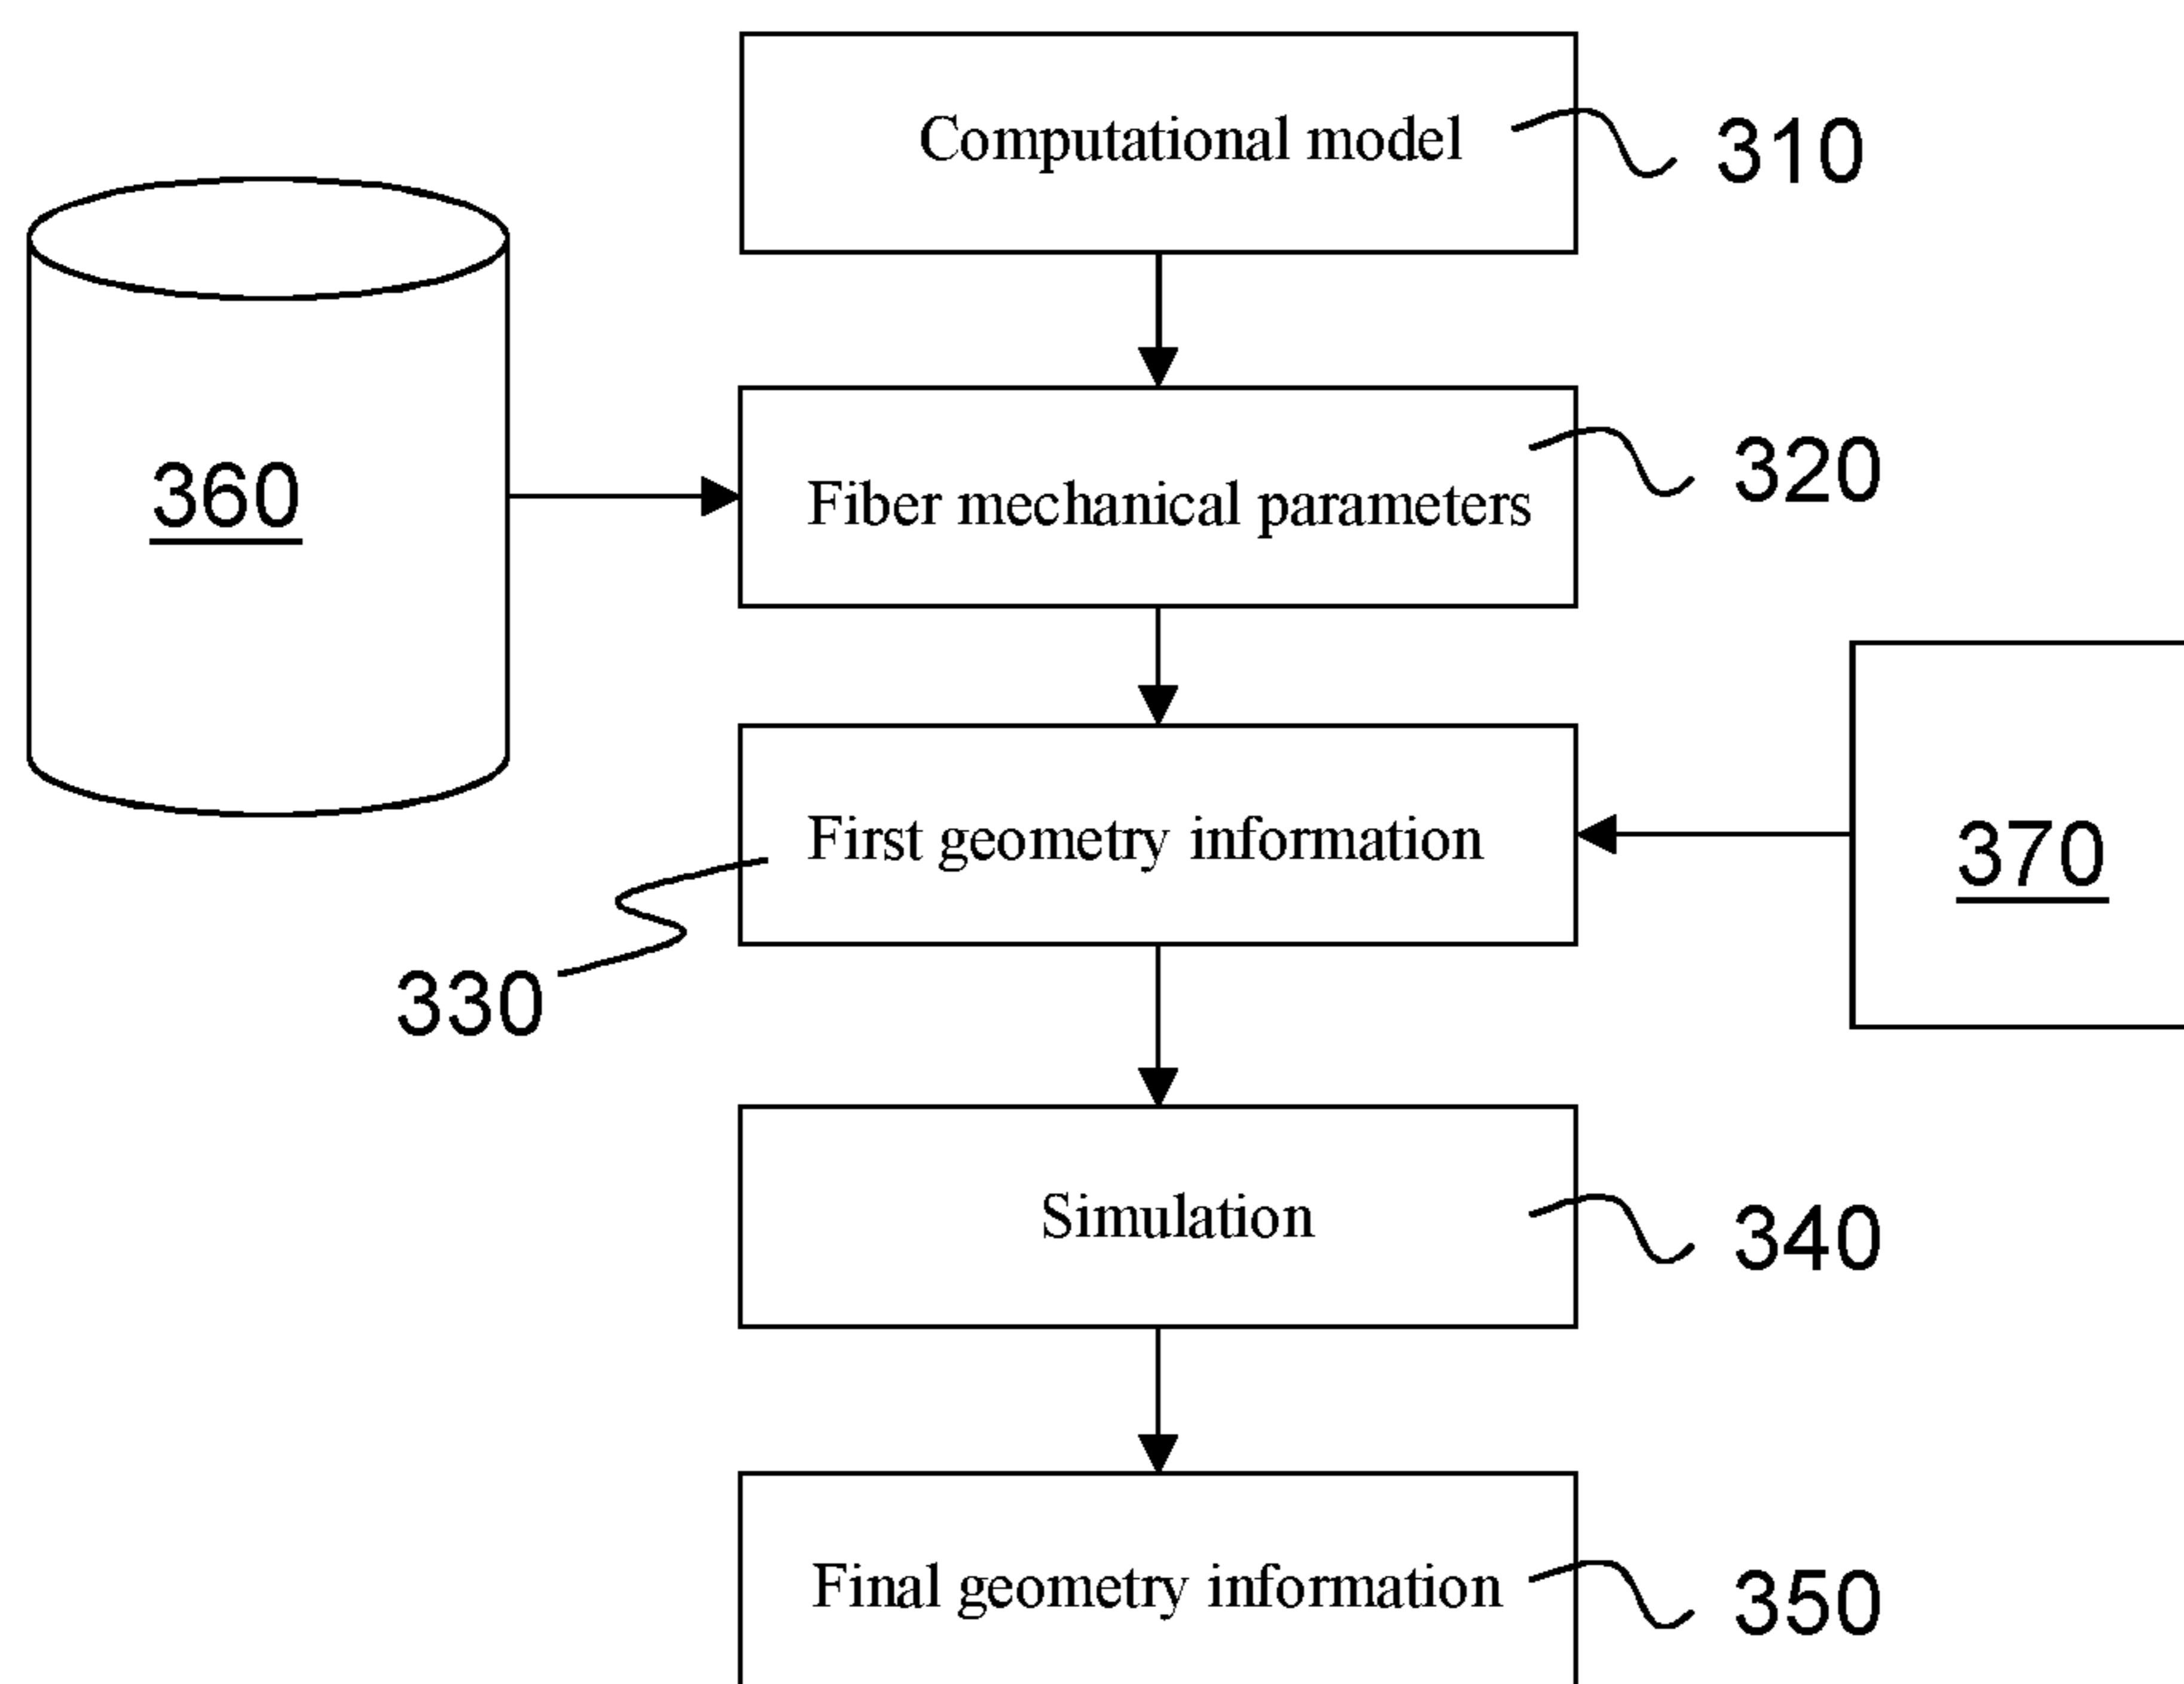 Computational model
310
360
Fiber mechanical parameters
320
First geometry information
370
330
Simulation
340
Final geometry information
350